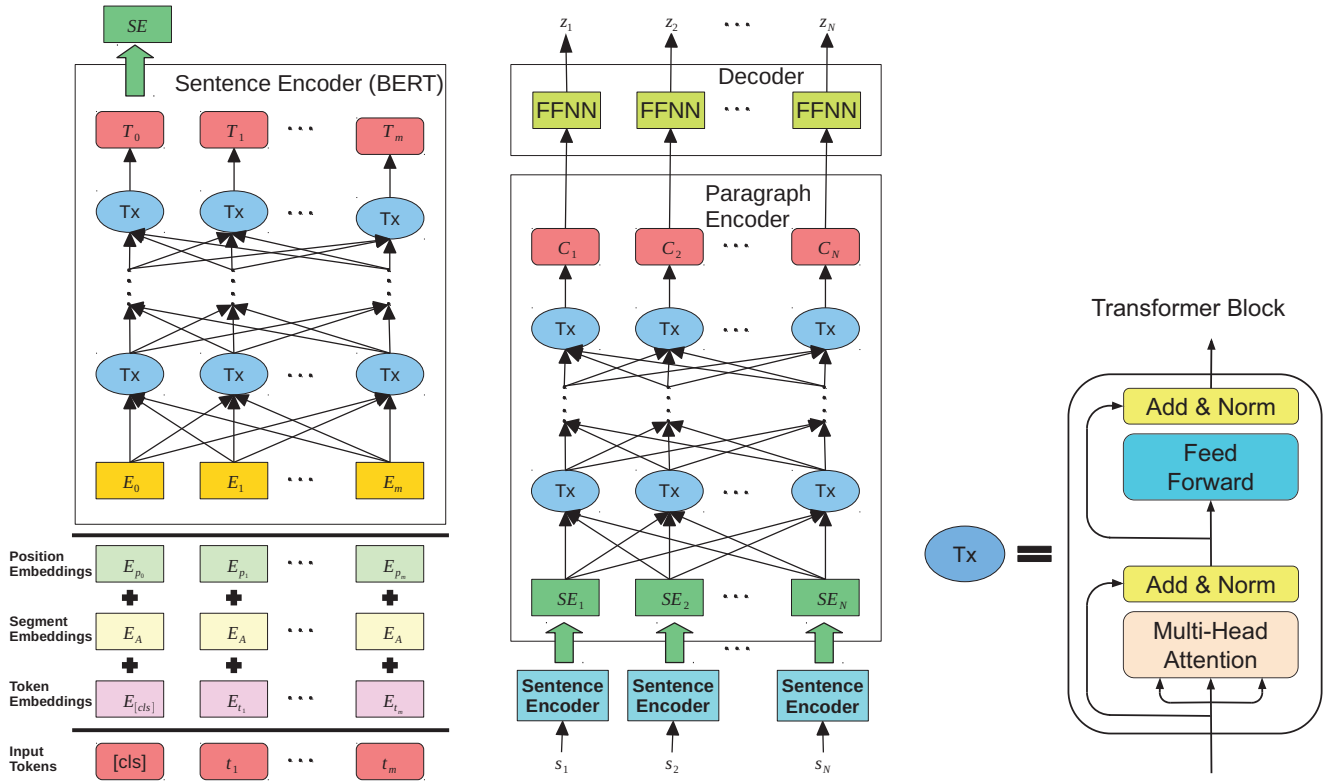 SE
Sentence Encoder (BERT)
T0 T1 ... Tm
Tx Tx ... Tx
Tx Tx ... Tx
E0 E1 ... Em
Position
Embeddings
Ep0 Ep1 ... Epm
+ + +
Segment
Embeddings
EA EA ... EA
+ + +
Token
Embeddings
E[cls] Et1 ... Etm
Input
Tokens
[cls] t1 ... tm
z1 z2 ... zN
Decoder
FFNN FFNN ... FFNN
Paragraph
Encoder
C1 C2 ... CN
Tx Tx ... Tx
Tx Tx ... Tx
SE1 SE2 ... SEN
...
Sentence
Encoder
Sentence
Encoder
Sentence
Encoder
s1 s2 ... sN
Tx =
Transformer Block
Add & Norm
Feed
Forward
Add & Norm
Multi-Head
Attention